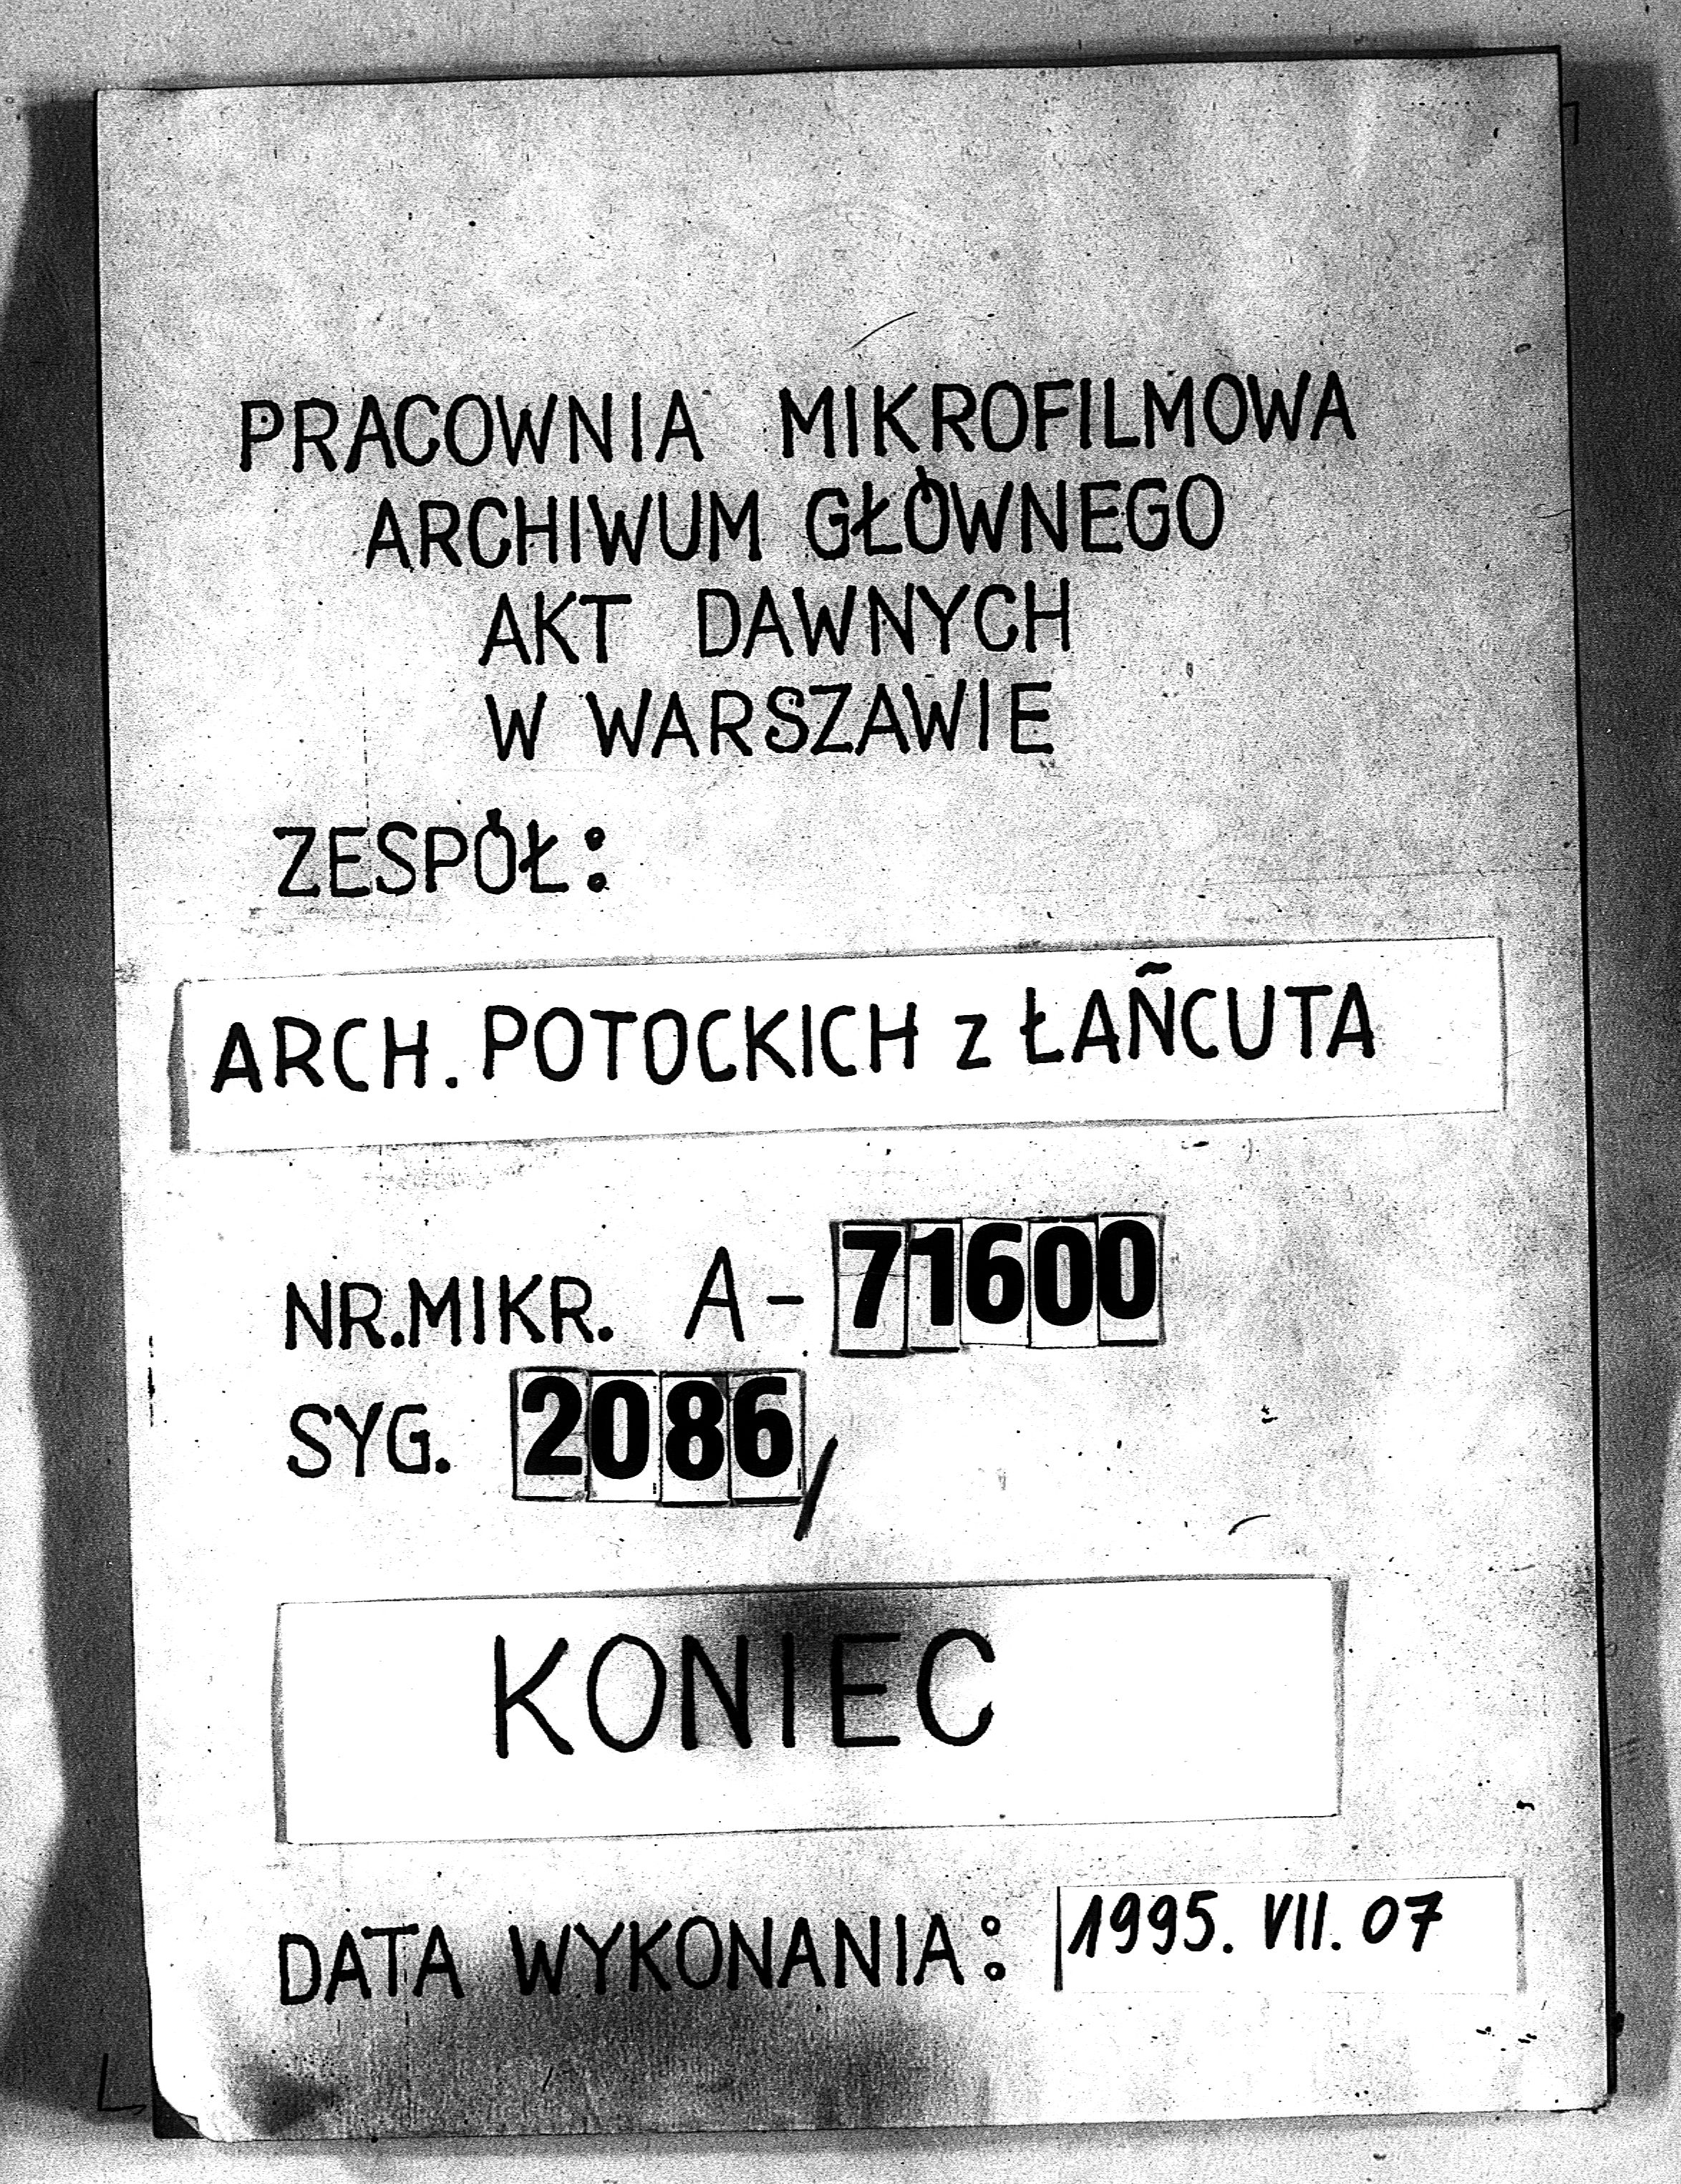 PRACOWNIA MIKROFILMOWA
ARCHIWUM GŁÓWNEGO
AKT DAWNYCH
W WARSZAWIE
ZESPÓŁ:
ARCH. POTOCKICH z ŁAŃCUTA
NR.MIKR. A-71600
SYG. 2086/
KONIEC
DATA WYKONANIA: 1995. VII. 07